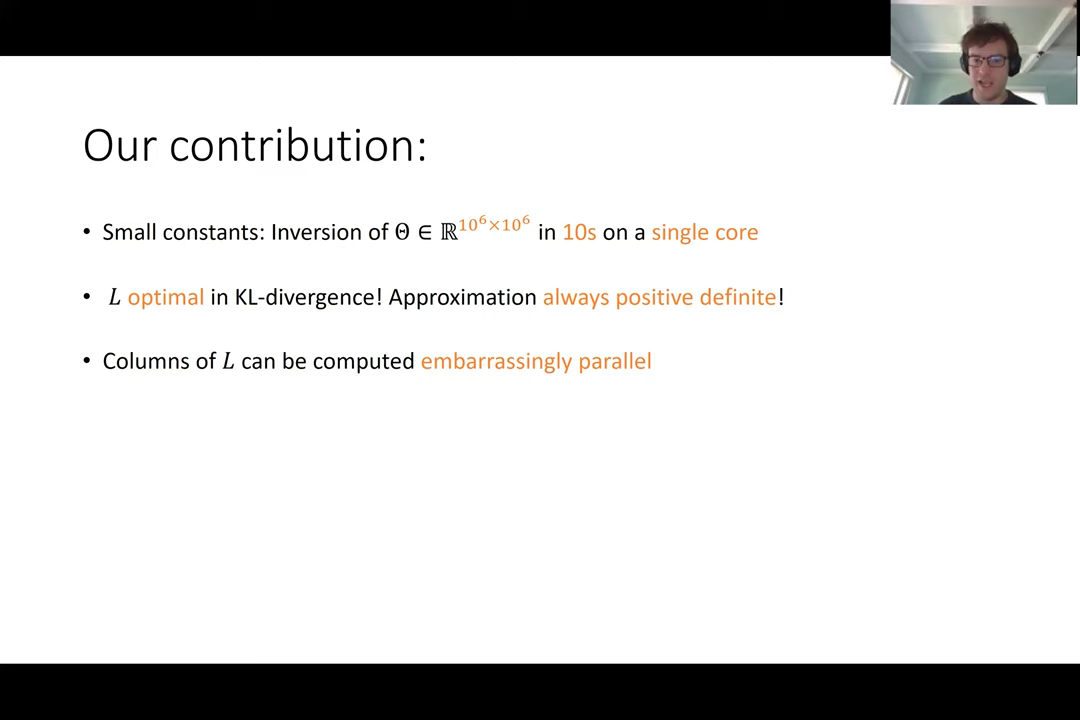 Our contribution:
• Small constants: Inversion of Θ ∈ ℝ^{10^6×10^6} in 10s on a single core
• L optimal in KL-divergence! Approximation always positive definite!
• Columns of L can be computed embarrassingly parallel